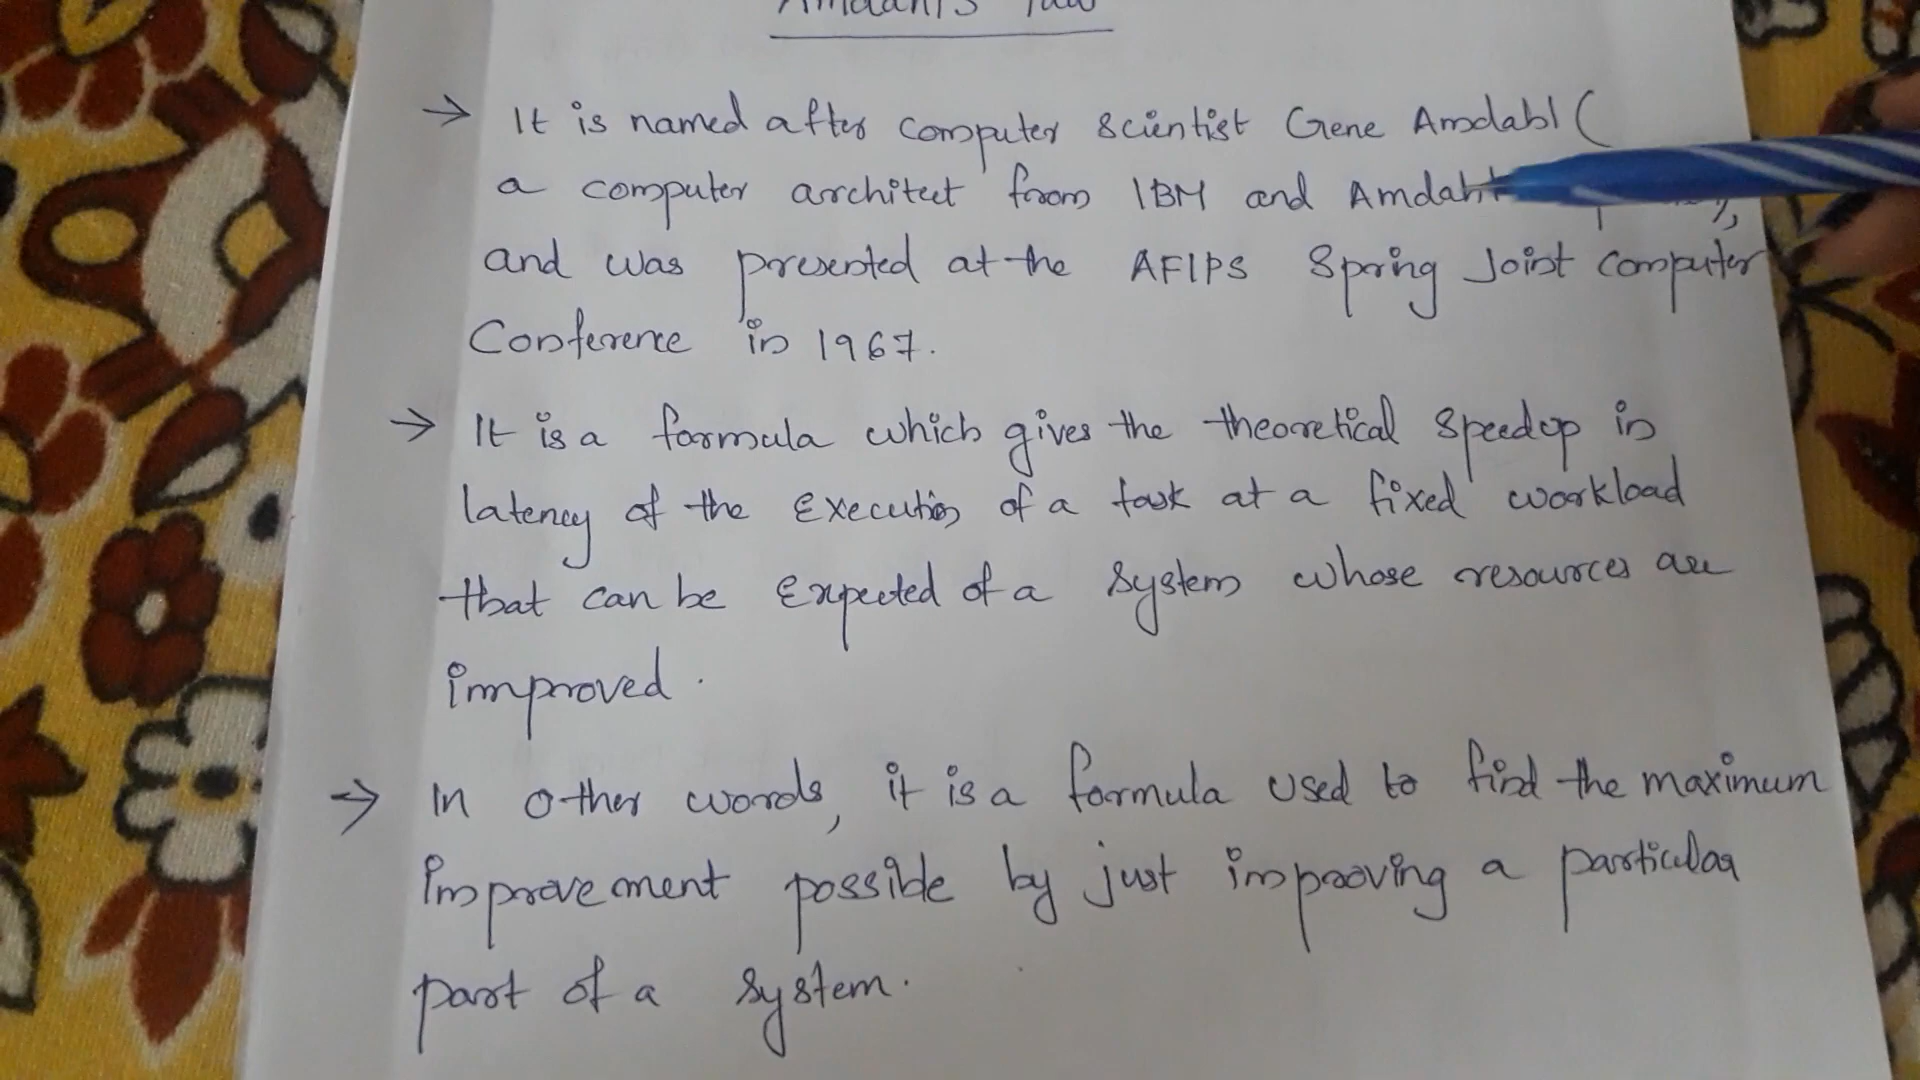 Amdahl's law
→ It is named after computer scientist Gene Amdahl (
a computer architect from IBM and Amdahl
and was presented at the AFIPS Spring Joint Computer
Conference in 1967.
→ It is a formula which gives the theoretical speedup in
latency of the execution of a task at a fixed workload
that can be expected of a system whose resources are
improved.
→ In other words, it is a formula used to find the maximum
improvement possible by just improving a particular
part of a system.